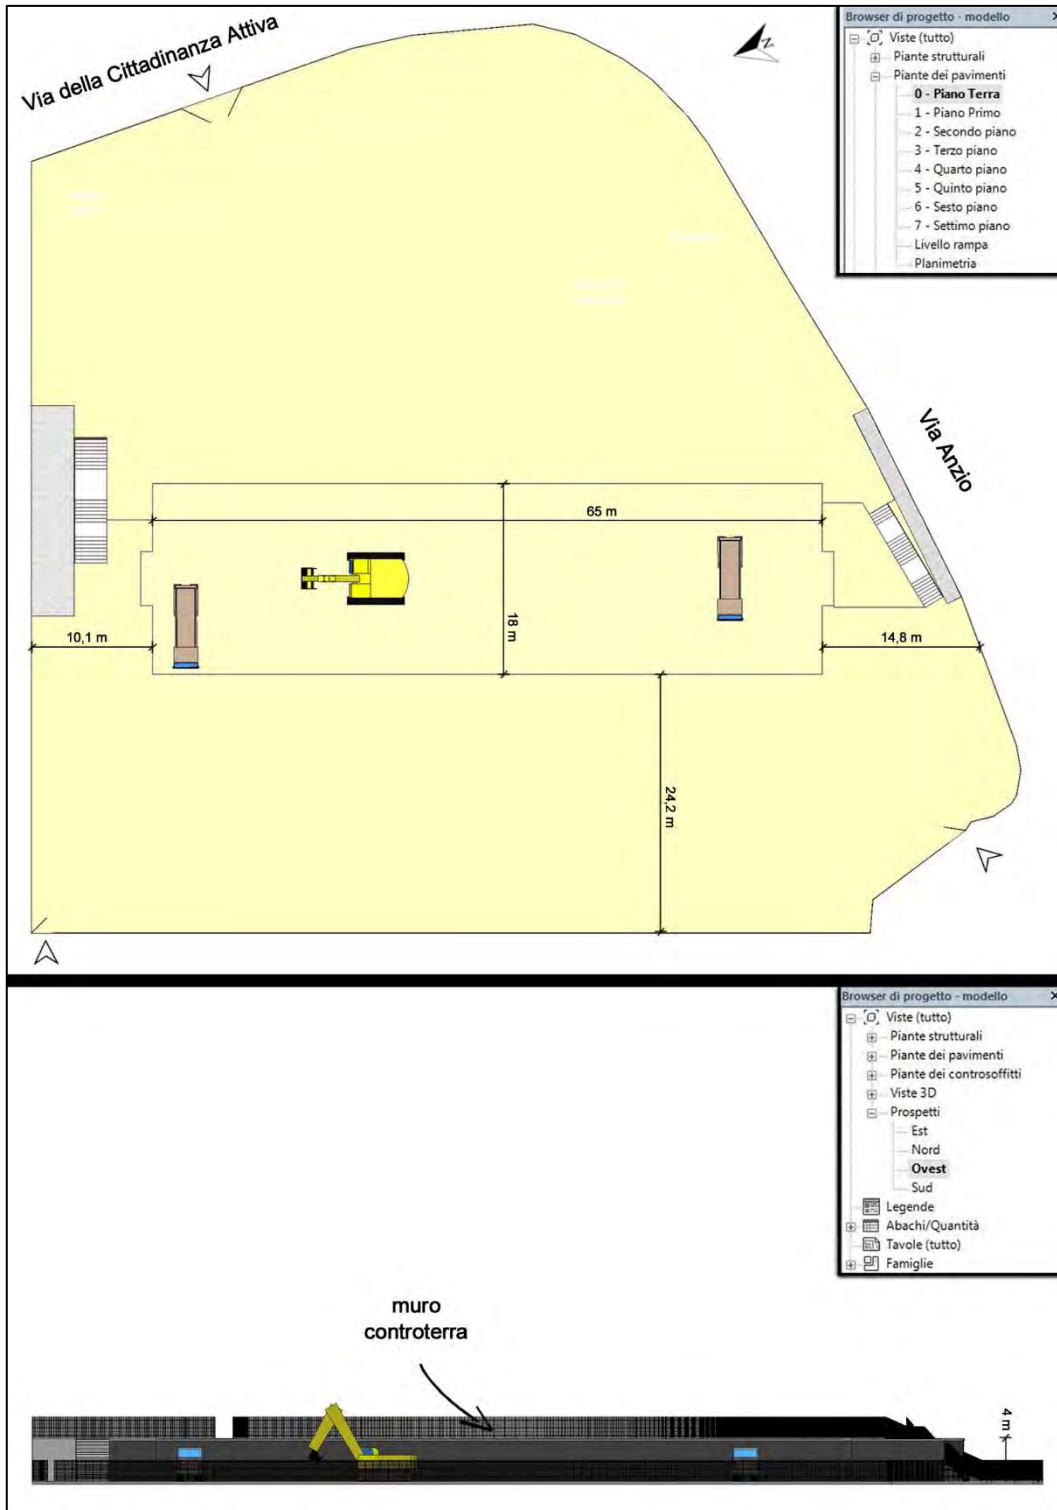 Via della Cittadinanza Attiva
N
Browser di progetto - modello
Viste (tutto)
Piante strutturali
Piante dei pavimenti
0 - Piano Terra
1 - Piano Primo
2 - Secondo piano
3 - Terzo piano
4 - Quarto piano
5 - Quinto piano
6 - Sesto piano
7 - Settimo piano
Livello rampa
Planimetria
Via Anzio
65 m
18 m
10,1 m
14,8 m
24,2 m
Browser di progetto - modello
Viste (tutto)
Piante strutturali
Piante dei pavimenti
Piante dei controsoffitti
Viste 3D
Prospetti
Est
Nord
Ovest
Sud
Legende
Abachi/Quantità
Tavole (tutto)
Famiglie
muro
controterra
4 m